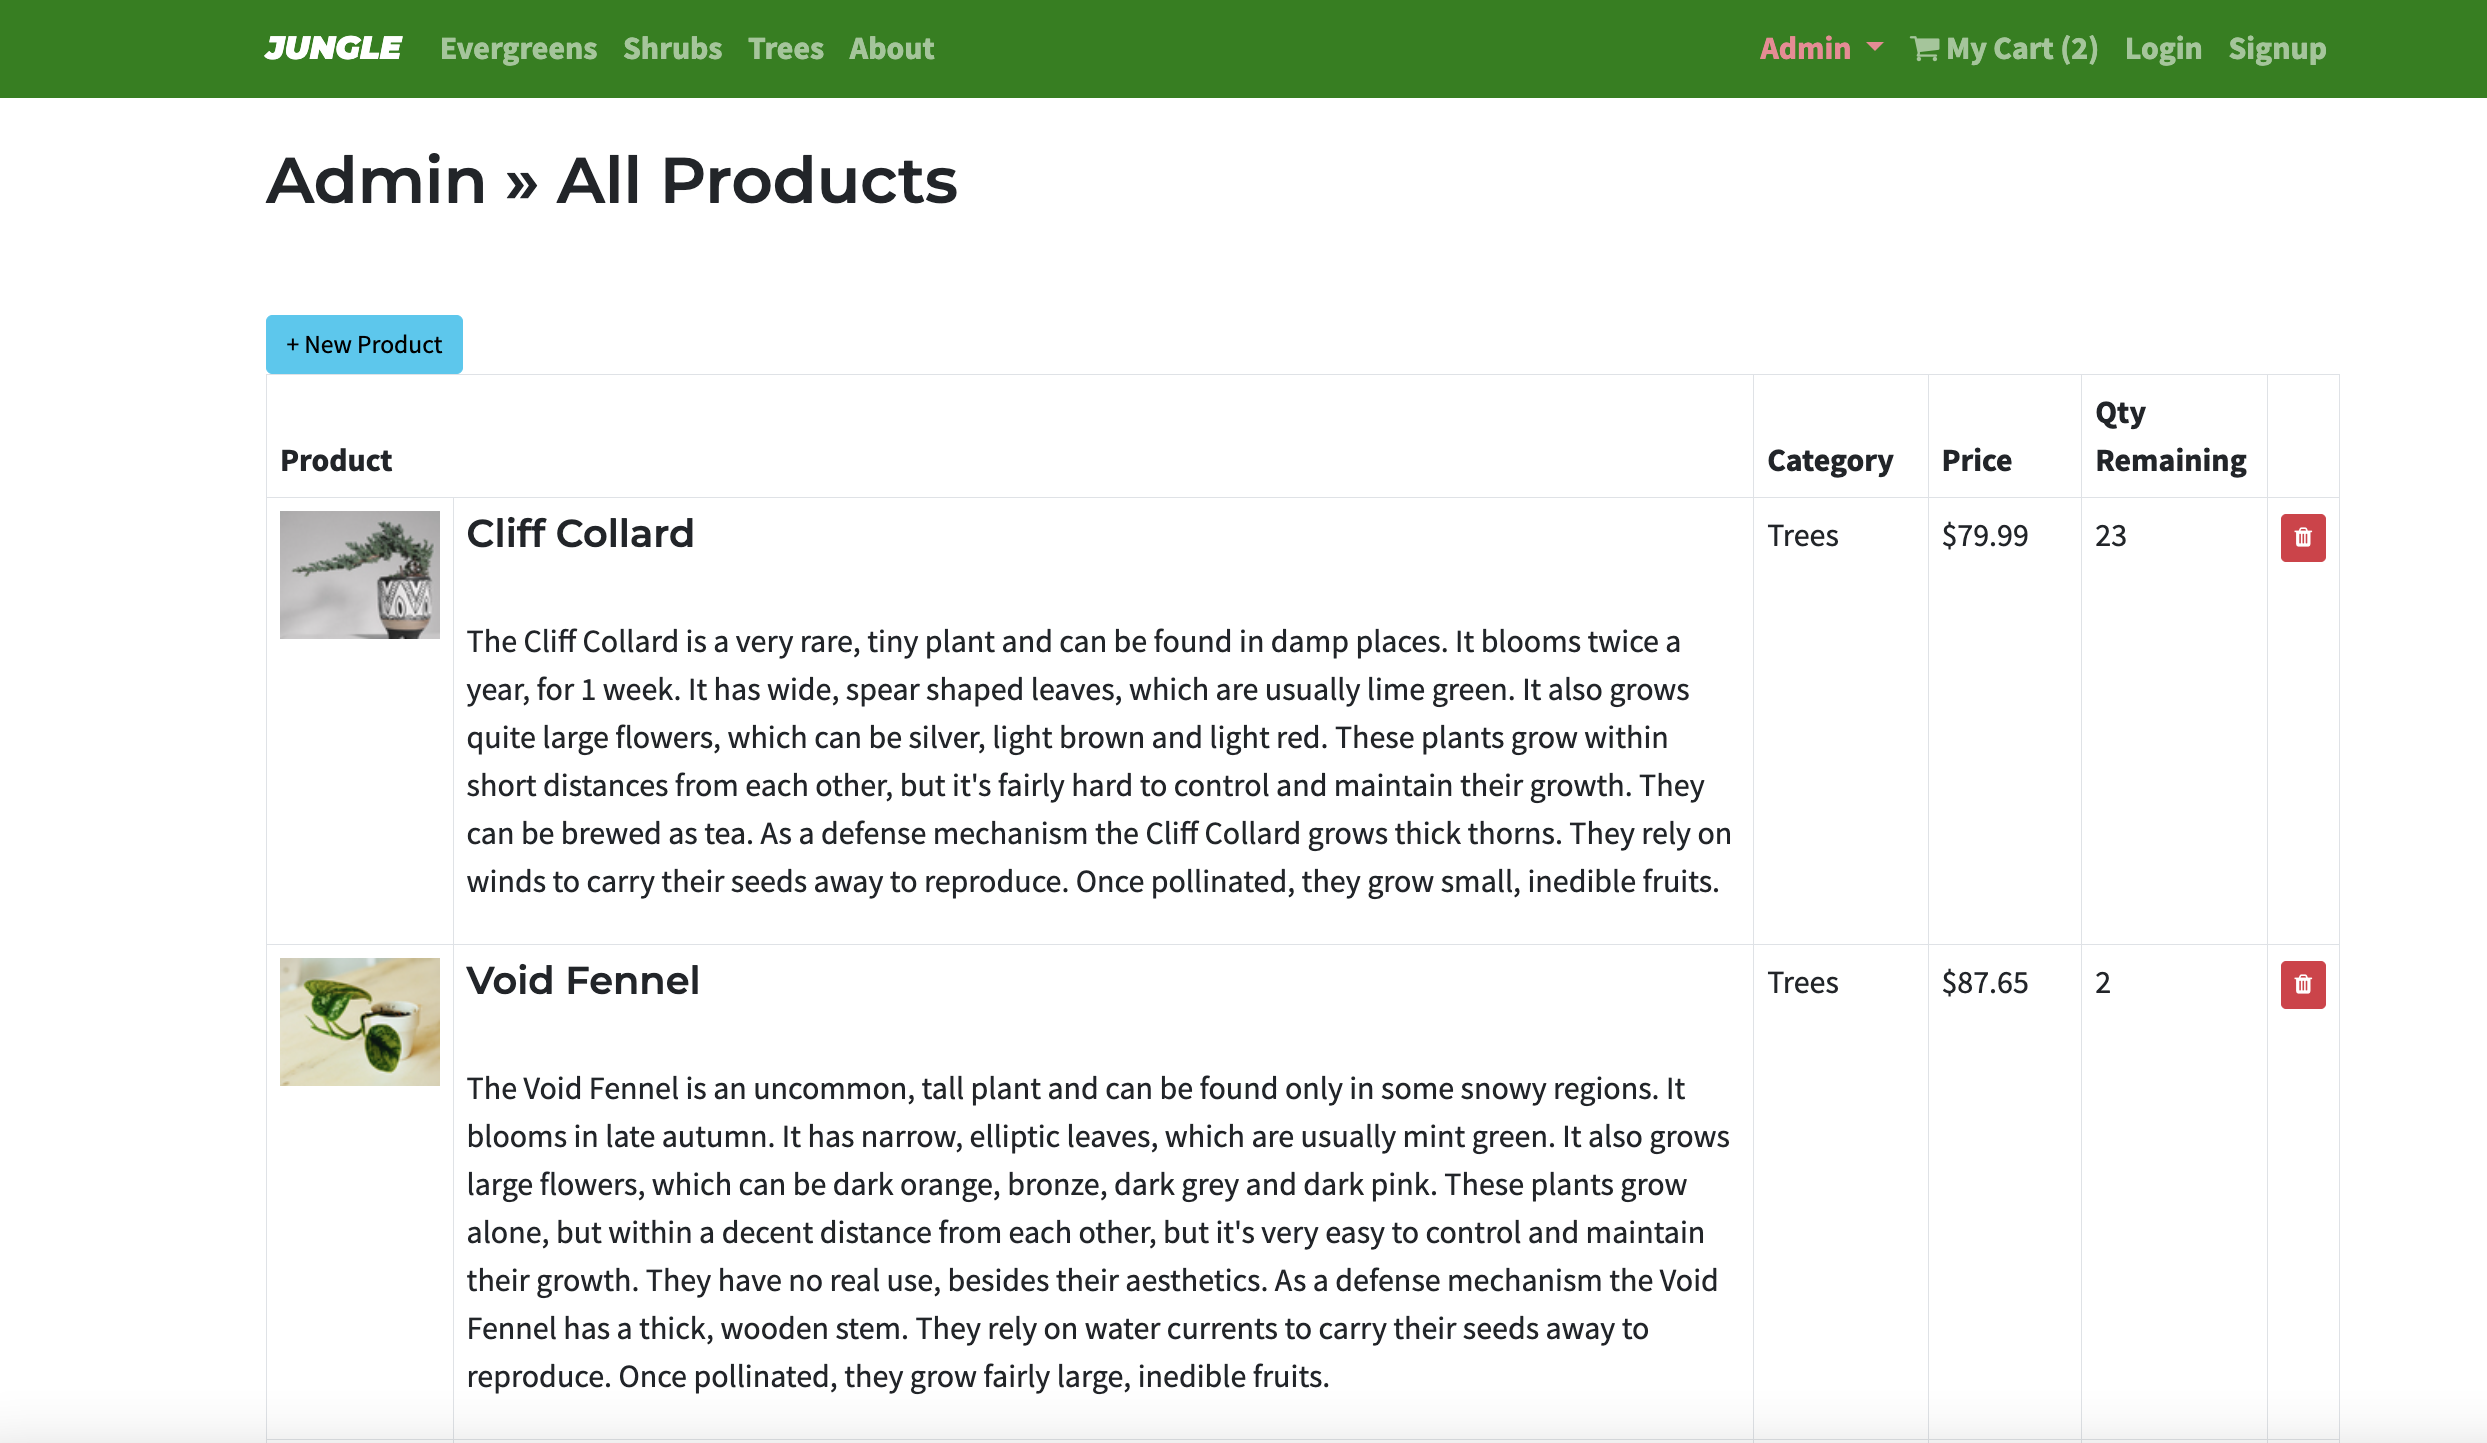 JUNGLE Evergreens Shrubs Trees About Admin My Cart (2) Login Signup
Admin » All Products
+ New Product
Product Category Price Qty Remaining
Cliff Collard Trees $79.99 23
The Cliff Collard is a very rare, tiny plant and can be found in damp places. It blooms twice a
year, for 1 week. It has wide, spear shaped leaves, which are usually lime green. It also grows
quite large flowers, which can be silver, light brown and light red. These plants grow within
short distances from each other, but it's fairly hard to control and maintain their growth. They
can be brewed as tea. As a defense mechanism the Cliff Collard grows thick thorns. They rely on
winds to carry their seeds away to reproduce. Once pollinated, they grow small, inedible fruits.
Void Fennel Trees $87.65 2
The Void Fennel is an uncommon, tall plant and can be found only in some snowy regions. It
blooms in late autumn. It has narrow, elliptic leaves, which are usually mint green. It also grows
large flowers, which can be dark orange, bronze, dark grey and dark pink. These plants grow
alone, but within a decent distance from each other, but it's very easy to control and maintain
their growth. They have no real use, besides their aesthetics. As a defense mechanism the Void
Fennel has a thick, wooden stem. They rely on water currents to carry their seeds away to
reproduce. Once pollinated, they grow fairly large, inedible fruits.